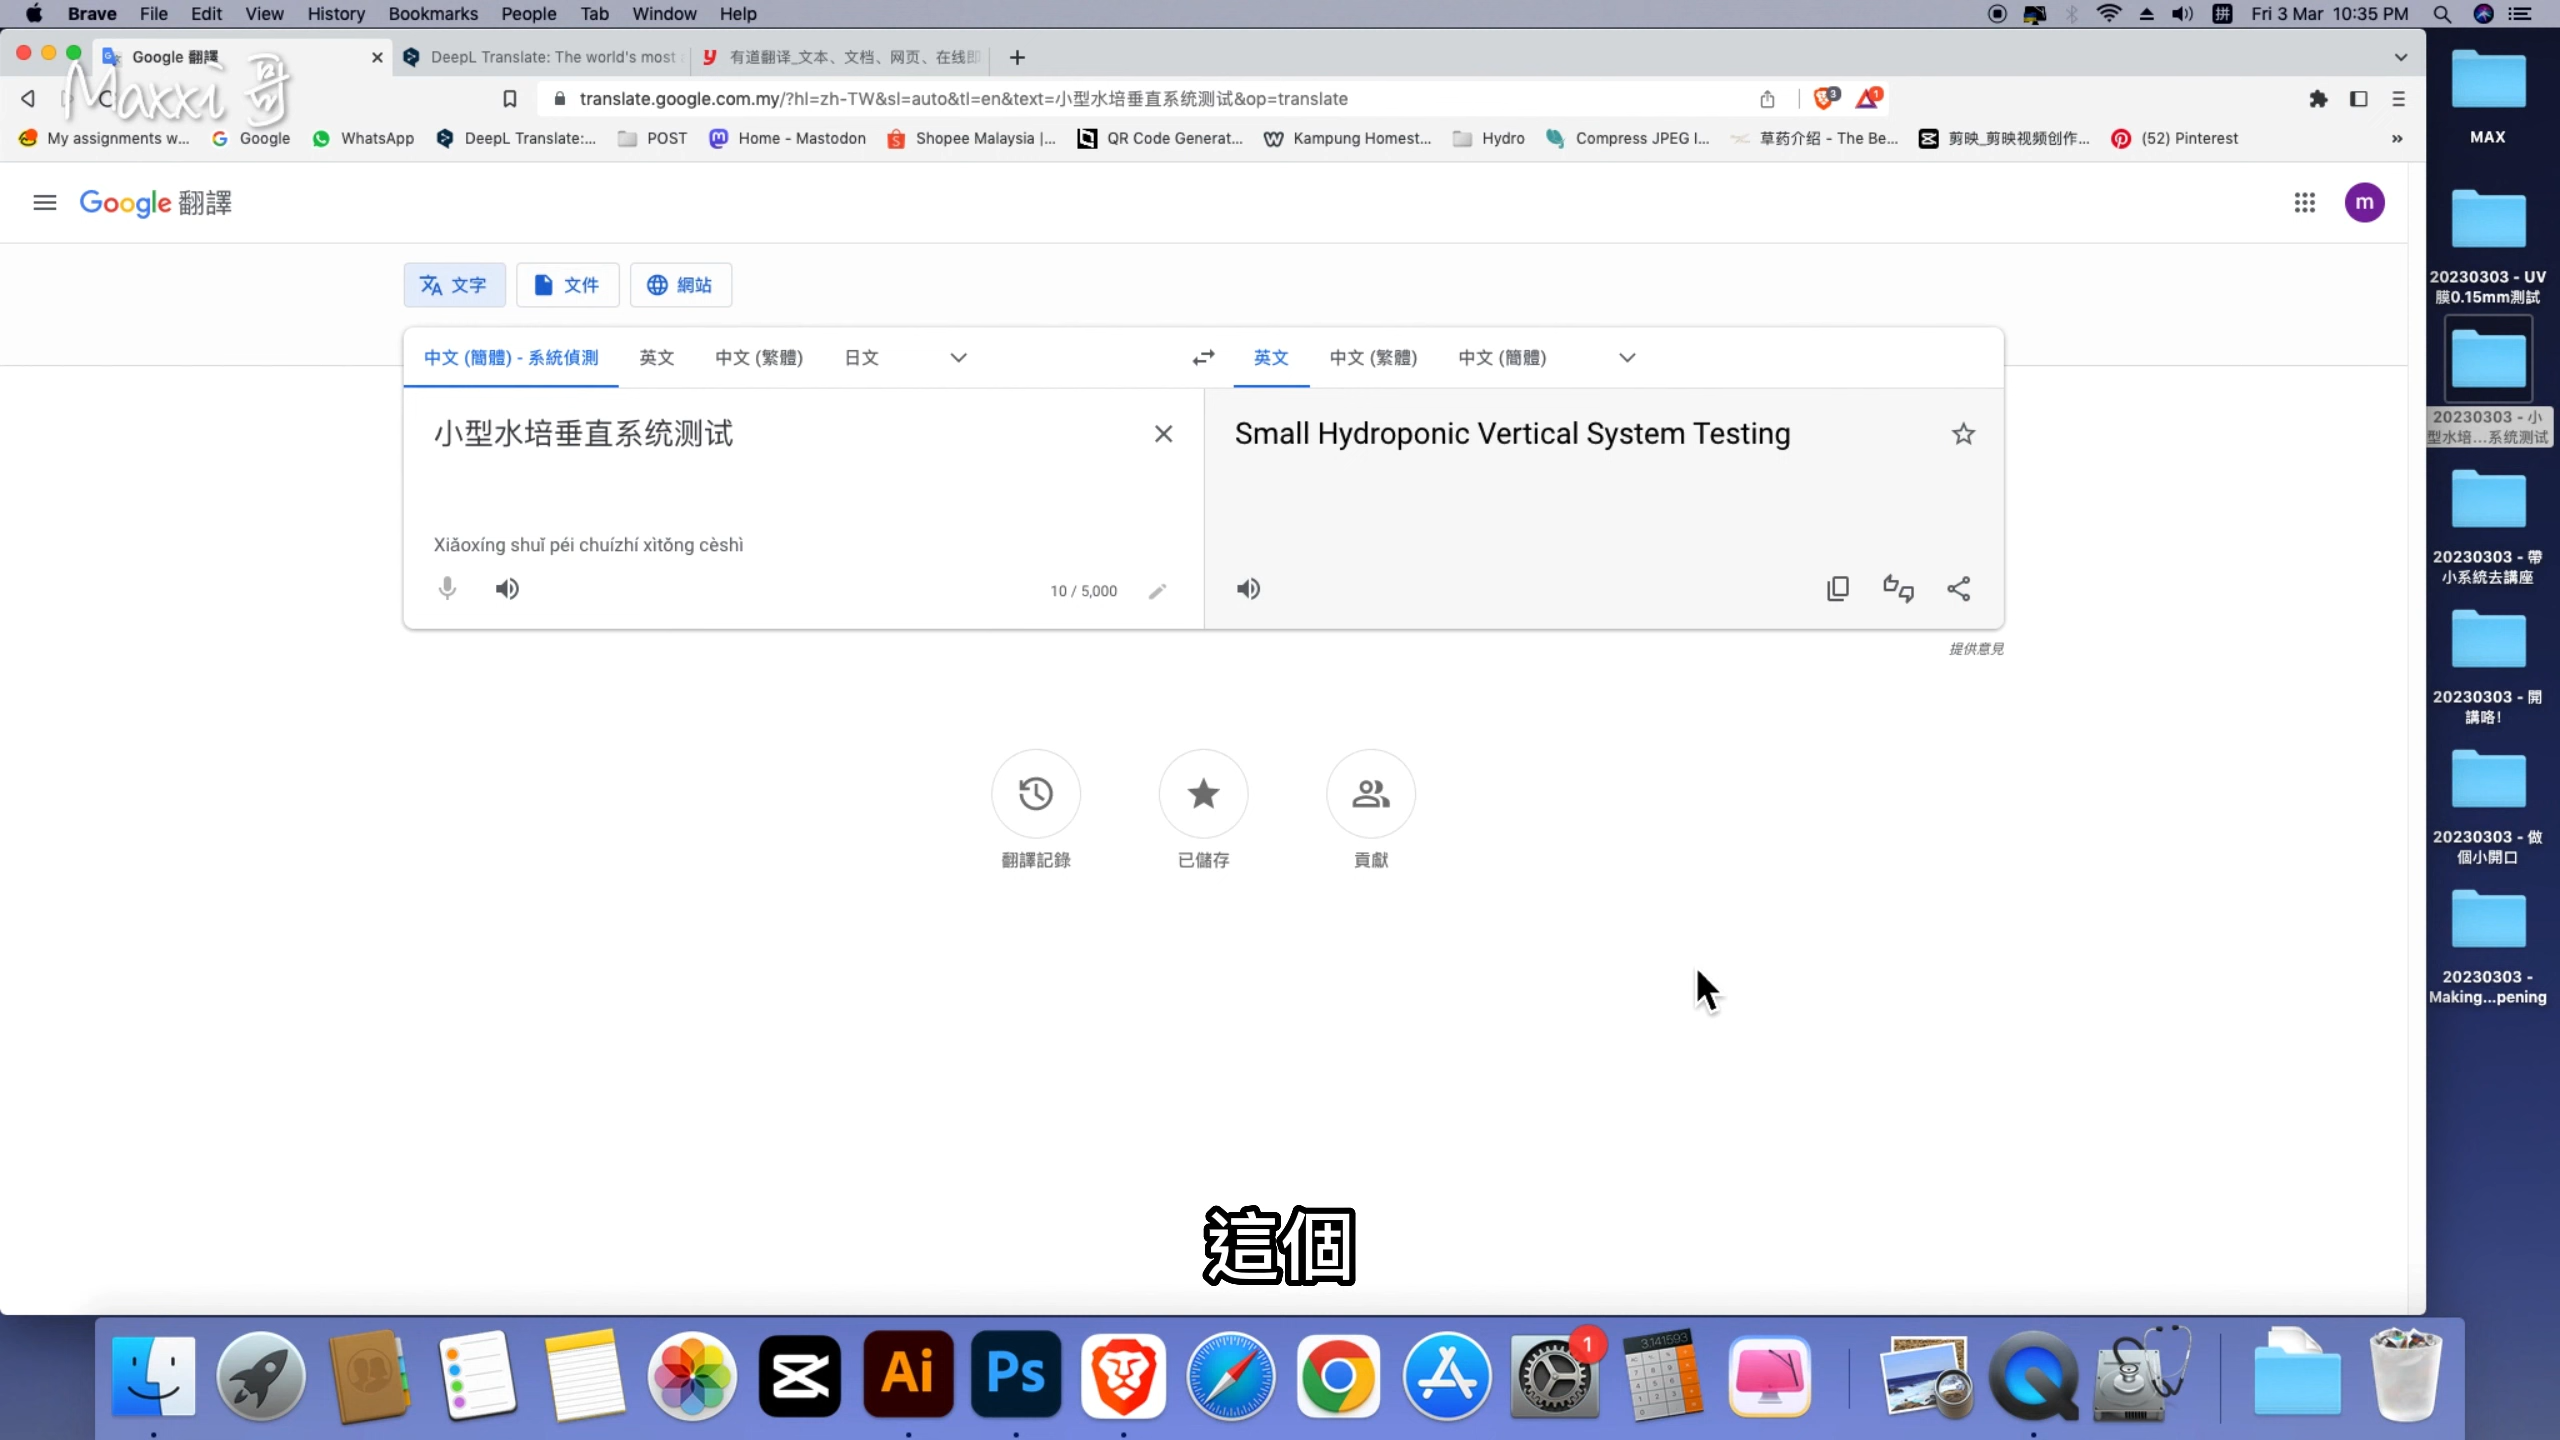 Brave File Edit View History Bookmarks People Tab Window Help
拼 Fri 3 Mar 10:35 PM
Google 翻譯
DeepL Translate: The world's most
有道翻译_文本、文档、网页、在线即
Maxxi 哥
translate.google.com.my/?hl=zh-TW&sl=auto&tl=en&text=小型水培垂直系统测试&op=translate
3
1
My assignments w...
Google
WhatsApp
DeepL Translate:...
POST
Home - Mastodon
Shopee Malaysia |...
QR Code Generat...
Kampung Homest...
Hydro
Compress JPEG I...
草药介绍 - The Be...
剪映_剪映视频创作...
(52) Pinterest
»
Google 翻譯
m
文字
文件
網站
中文 (簡體) - 系統偵測
英文
中文 (繁體)
日文
英文
中文 (繁體)
中文 (簡體)
小型水培垂直系统测试
Small Hydroponic Vertical System Testing
Xiǎoxíng shuǐ péi chuízhí xìtǒng cèshì
10 / 5,000
提供意見
翻譯記錄
已儲存
貢獻
這個
MAX
20230303 - UV
膜0.15mm測試
20230303 - 小
型水培...系统测试
20230303 - 帶
小系統去講座
20230303 - 開
講咯！
20230303 - 做
個小開口
20230303 -
Making...pening
Ai
Ps
1
3.141593